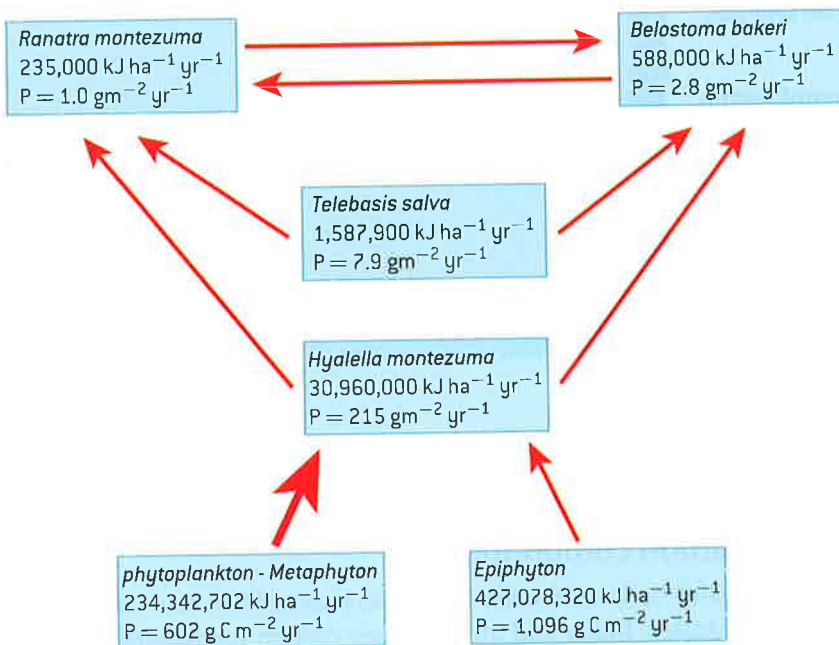 Ranatra montezuma
235,000 kJ ha⁻¹ yr⁻¹
P = 1.0 gm⁻² yr⁻¹
Belostoma bakeri
588,000 kJ ha⁻¹ yr⁻¹
P = 2.8 gm⁻² yr⁻¹
Telebasis salva
1,587,900 kJ ha⁻¹ yr⁻¹
P = 7.9 gm⁻² yr⁻¹
Hyalella montezuma
30,960,000 kJ ha⁻¹ yr⁻¹
P = 215 gm⁻² yr⁻¹
phytoplankton - Metaphyton
234,342,702 kJ ha⁻¹ yr⁻¹
P = 602 g C m⁻² yr⁻¹
Epiphyton
427,078,320 kJ ha⁻¹ yr⁻¹
P = 1,096 g C m⁻² yr⁻¹